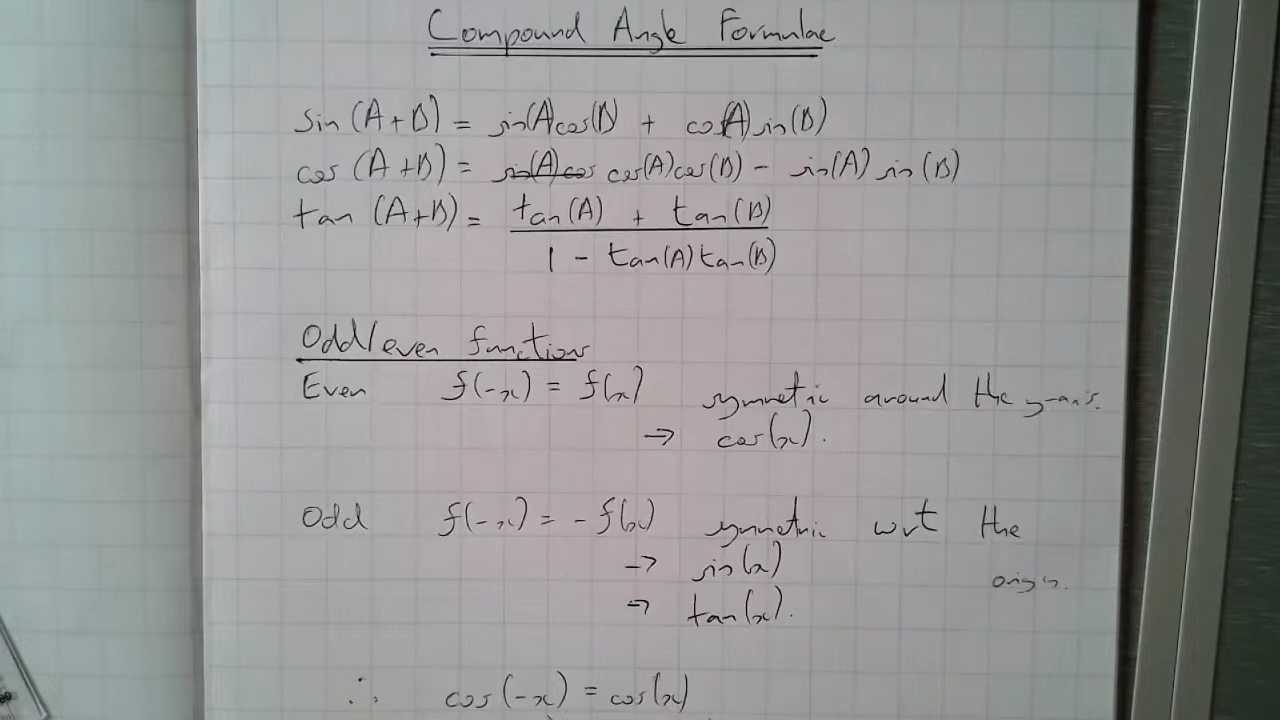 Compound Angle Formulae
sin(A+B) = sin(A)cos(B) + cos(A)sin(B)
cos(A+B) = sin(A)cos cos(A)cos(B) - sin(A)sin(B)
tan(A+B) = tan(A) + tan(B)
1 - tan(A)tan(B)
Odd/even functions
Even f(-x) = f(x) symmetric around the y-axis.
→ cos(x).
Odd f(-x) = -f(x) symmetric wrt the
→ sin(x) origin.
→ tan(x).
∴ cos(-x) = cos(x)